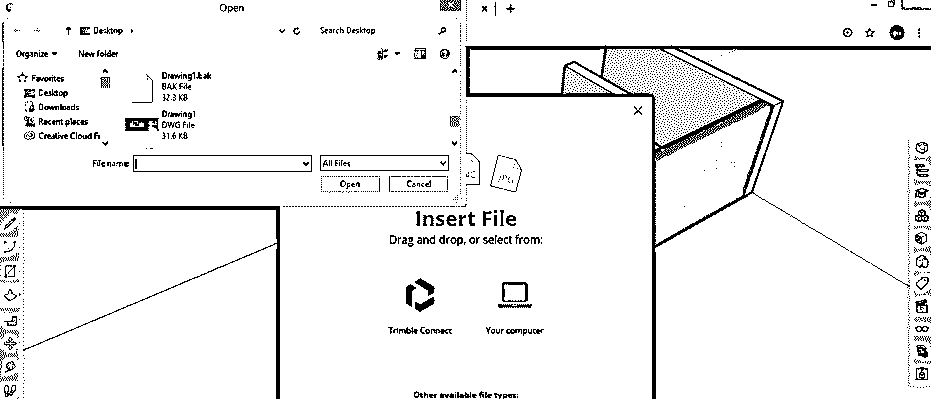 Open
Desktop
Search Desktop
Organize
New folder
Favorites
Desktop
Downloads
Recent places
Creative Cloud Fi
Drawing1.bak
BAK File
32.3 KB
Drawing1
DWG File
31.6 KB
File name:
All Files
Open
Cancel
JPG
Insert File
Drag and drop, or select from:
Trimble Connect
Your computer
Other available file types: